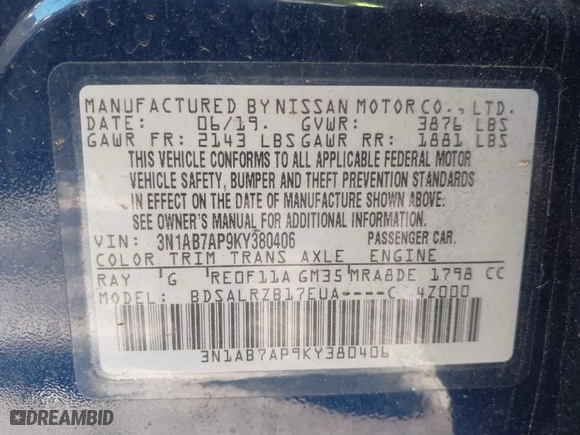 MANUFACTURED BY NISSAN MOTOR CO., LTD.
DATE: 06/19. GVWR: 3876 LBS
GAWR FR: 2143 LBS GAWR RR: 1881 LBS
THIS VEHICLE CONFORMS TO ALL APPLICABLE FEDERAL MOTOR
VEHICLE SAFETY, BUMPER AND THEFT PREVENTION STANDARDS
IN EFFECT ON THE DATE OF MANUFACTURE SHOWN ABOVE.
SEE OWNER'S MANUAL FOR ADDITIONAL INFORMATION.
VIN: 3N1AB7AP9KY380406 PASSENGER CAR.
COLOR TRIM TRANS AXLE ENGINE
RAY G RE0F11A GM35 MRA8DE 1798 CC
MODEL: BDSALRZB17EUA----C 4Z000
3N1AB7AP9KY380406
DREAMBID